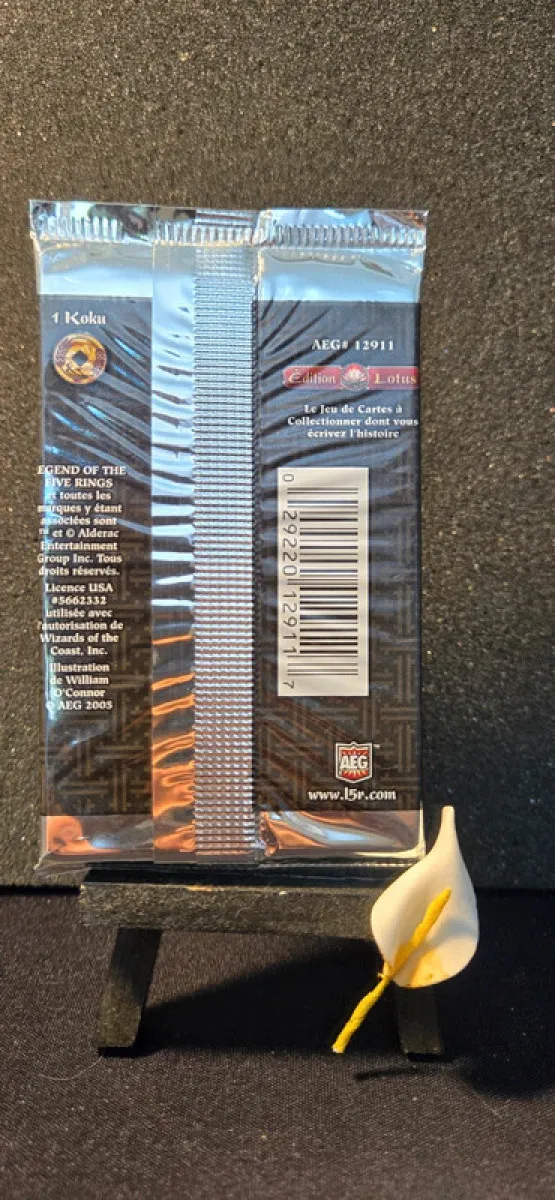 1 Koku
EGEND OF THE
FIVE RINGS
et toutes les
marques y étant
associées sont
™ et © Alderac
Entertainment
Group Inc. Tous
droits réservés.
Licence USA
#5662332
utilisée avec
l'autorisation de
Wizards of the
Coast, Inc.
Illustration
de William
O'Connor
© AEG 2005
AEG# 12911
Édition Lotus
Le Jeu de Cartes à
Collectionner dont vous
écrivez l'histoire
0 29220 12911 7
AEG™
www.l5r.com